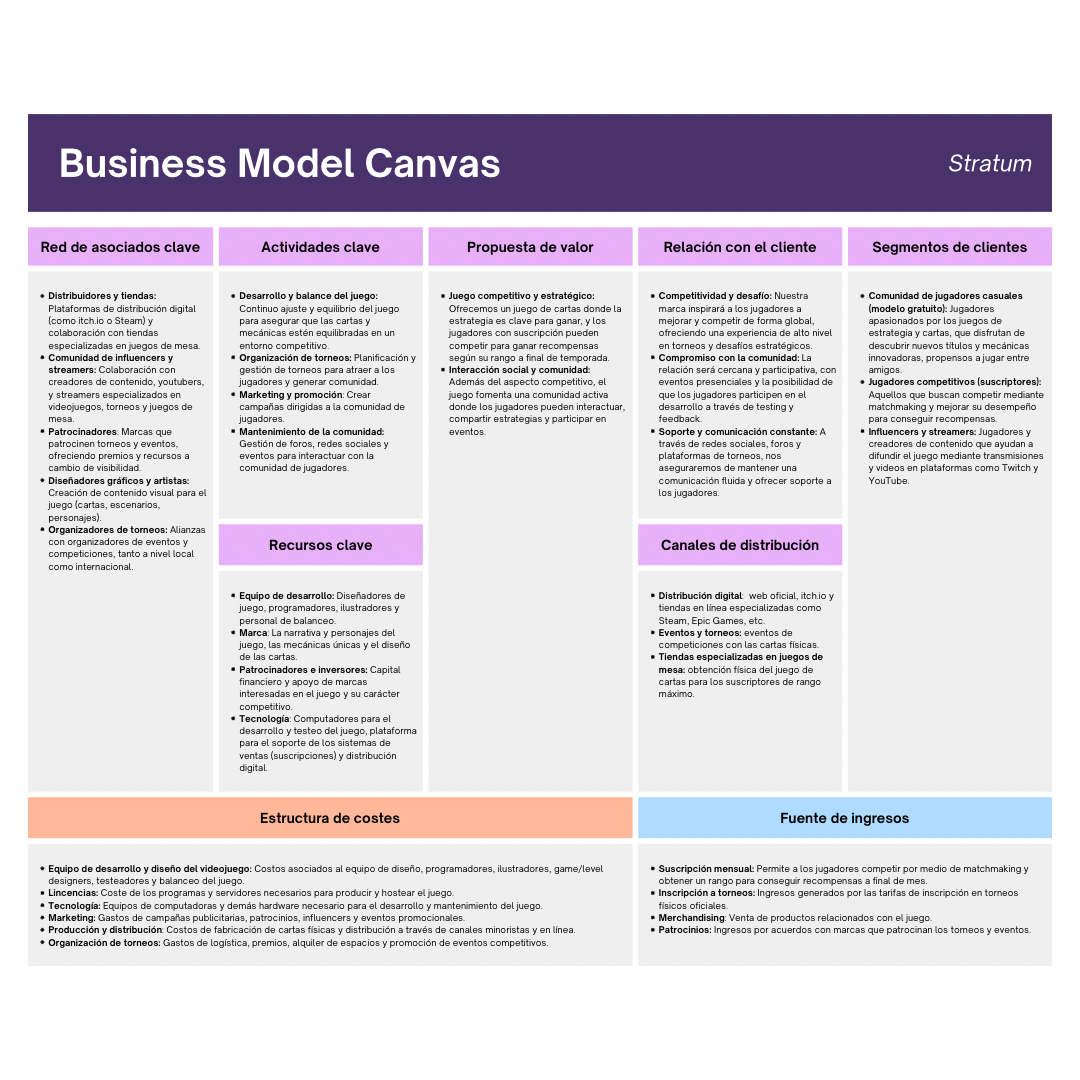 Business Model Canvas
Stratum
Red de asociados clave
• Distribuidores y tiendas:
Plataformas de distribución digital
(como itch.io o Steam) y
colaboración con tiendas
especializadas en juegos de mesa.
• Comunidad de influencers y
streamers: Colaboración con
creadores de contenido, youtubers,
y streamers especializados en
videojuegos, torneos y juegos de
mesa.
• Patrocinadores: Marcas que
patrocinen torneos y eventos,
ofreciendo premios y recursos a
cambio de visibilidad.
• Diseñadores gráficos y artistas:
Creación de contenido visual para el
juego (cartas, escenarios,
personajes).
• Organizadores de torneos: Alianzas
con organizadores de eventos y
competiciones, tanto a nivel local
como internacional.
Actividades clave
• Desarrollo y balance del juego:
Continuo ajuste y equilibrio del juego
para asegurar que las cartas y
mecánicas estén equilibradas en un
entorno competitivo.
• Organización de torneos: Planificación y
gestión de torneos para atraer a los
jugadores y generar comunidad.
• Marketing y promoción: Crear
campañas dirigidas a la comunidad de
jugadores.
• Mantenimiento de la comunidad:
Gestión de foros, redes sociales y
eventos para interactuar con la
comunidad de jugadores.
Recursos clave
• Equipo de desarrollo: Diseñadores de
juego, programadores, ilustradores y
personal de balanceo.
• Marca: La narrativa y personajes del
juego, las mecánicas únicas y el diseño
de las cartas.
• Patrocinadores e inversores: Capital
financiero y apoyo de marcas
interesadas en el juego y su carácter
competitivo.
• Tecnología: Computadores para el
desarrollo y testeo del juego, plataforma
para el soporte de los sistemas de
ventas (suscripciones) y distribución
digital.
Propuesta de valor
• Juego competitivo y estratégico:
Ofrecemos un juego de cartas donde la
estrategia es clave para ganar, y los
jugadores con suscripción pueden
competir para ganar recompensas
según su rango a final de temporada.
• Interacción social y comunidad:
Además del aspecto competitivo, el
juego fomenta una comunidad activa
donde los jugadores pueden interactuar,
compartir estrategias y participar en
eventos.
Relación con el cliente
• Competitividad y desafío: Nuestra
marca inspirará a los jugadores a
mejorar y competir de forma global,
ofreciendo una experiencia de alto nivel
en torneos y desafíos estratégicos.
• Compromiso con la comunidad: La
relación será cercana y participativa, con
eventos presenciales y la posibilidad de
que los jugadores participen en el
desarrollo a través de testing y
feedback.
• Soporte y comunicación constante: A
través de redes sociales, foros y
plataformas de torneos, nos
aseguraremos de mantener una
comunicación fluida y ofrecer soporte a
los jugadores.
Canales de distribución
• Distribución digital: web oficial, itch.io y
tiendas en línea especializadas como
Steam, Epic Games, etc.
• Eventos y torneos: eventos de
competiciones con las cartas físicas.
• Tiendas especializadas en juegos de
mesa: obtención física del juego de
cartas para los suscriptores de rango
máximo.
Segmentos de clientes
• Comunidad de jugadores casuales
(modelo gratuito): Jugadores
apasionados por los juegos de
estrategia y cartas, que disfrutan de
descubrir nuevos títulos y mecánicas
innovadoras, propensos a jugar entre
amigos.
• Jugadores competitivos (suscriptores):
Aquellos que buscan competir mediante
matchmaking y mejorar su desempeño
para conseguir recompensas.
• Influencers y streamers: Jugadores y
creadores de contenido que ayudan a
difundir el juego mediante transmisiones
y videos en plataformas como Twitch y
YouTube.
Estructura de costes
• Equipo de desarrollo y diseño del videojuego: Costos asociados al equipo de diseño, programadores, ilustradores, game/level
designers, testeadores y balanceo del juego.
• Lincencias: Coste de los programas y servidores necesarios para producir y hostear el juego.
• Tecnología: Equipos de computadoras y demás hardware necesario para el desarrollo y mantenimiento del juego.
• Marketing: Gastos de campañas publicitarias, patrocinios, influencers y eventos promocionales.
• Producción y distribución: Costos de fabricación de cartas físicas y distribución a través de canales minoristas y en línea.
• Organización de torneos: Gastos de logística, premios, alquiler de espacios y promoción de eventos competitivos.
Fuente de ingresos
• Suscripción mensual: Permite a los jugadores competir por medio de matchmaking y
obtener un rango para conseguir recompensas a final de mes.
• Inscripción a torneos: Ingresos generados por las tarifas de inscripción en torneos
físicos oficiales.
• Merchandising: Venta de productos relacionados con el juego.
• Patrocinios: Ingresos por acuerdos con marcas que patrocinan los torneos y eventos.